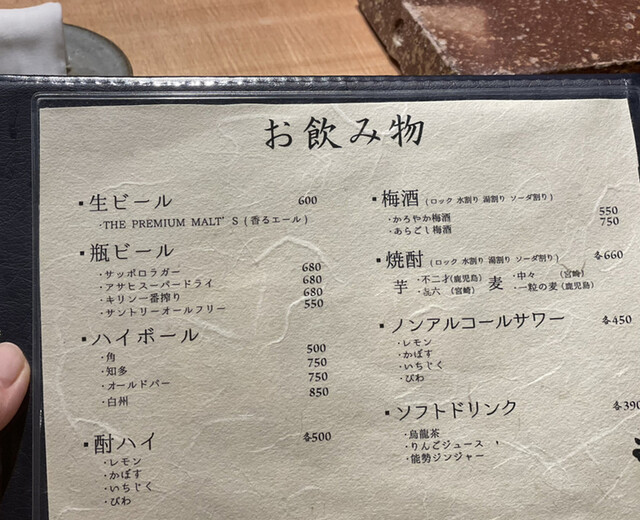 お飲み物
▪生ビール 600
・THE PREMIUM MALT'S (香るエール)
▪瓶ビール
・サッポロラガー 680
・アサヒスーパードライ 680
・キリン一番搾り 680
・サントリーオールフリー 550
▪ハイボール
・角 500
・知多 750
・オールドパー 750
・白州 850
▪酎ハイ 各500
・レモン
・かぼす
・いちじく
・びわ
▪梅酒 (ロック 水割り 湯割り ソーダ割り)
・かろやか梅酒 550
・あらごし梅酒 750
▪焼酎 (ロック 水割り 湯割り ソーダ割り) 各660
芋 ・不二才(鹿児島) 麦 ・中々 (宮崎)
・㐂六 (宮崎) ・一粒の麦(鹿児島)
▪ノンアルコールサワー 各450
・レモン
・かぼす
・いちじく
・びわ
▪ソフトドリンク 各390
・烏龍茶
・りんごジュース
・能勢ジンジャー